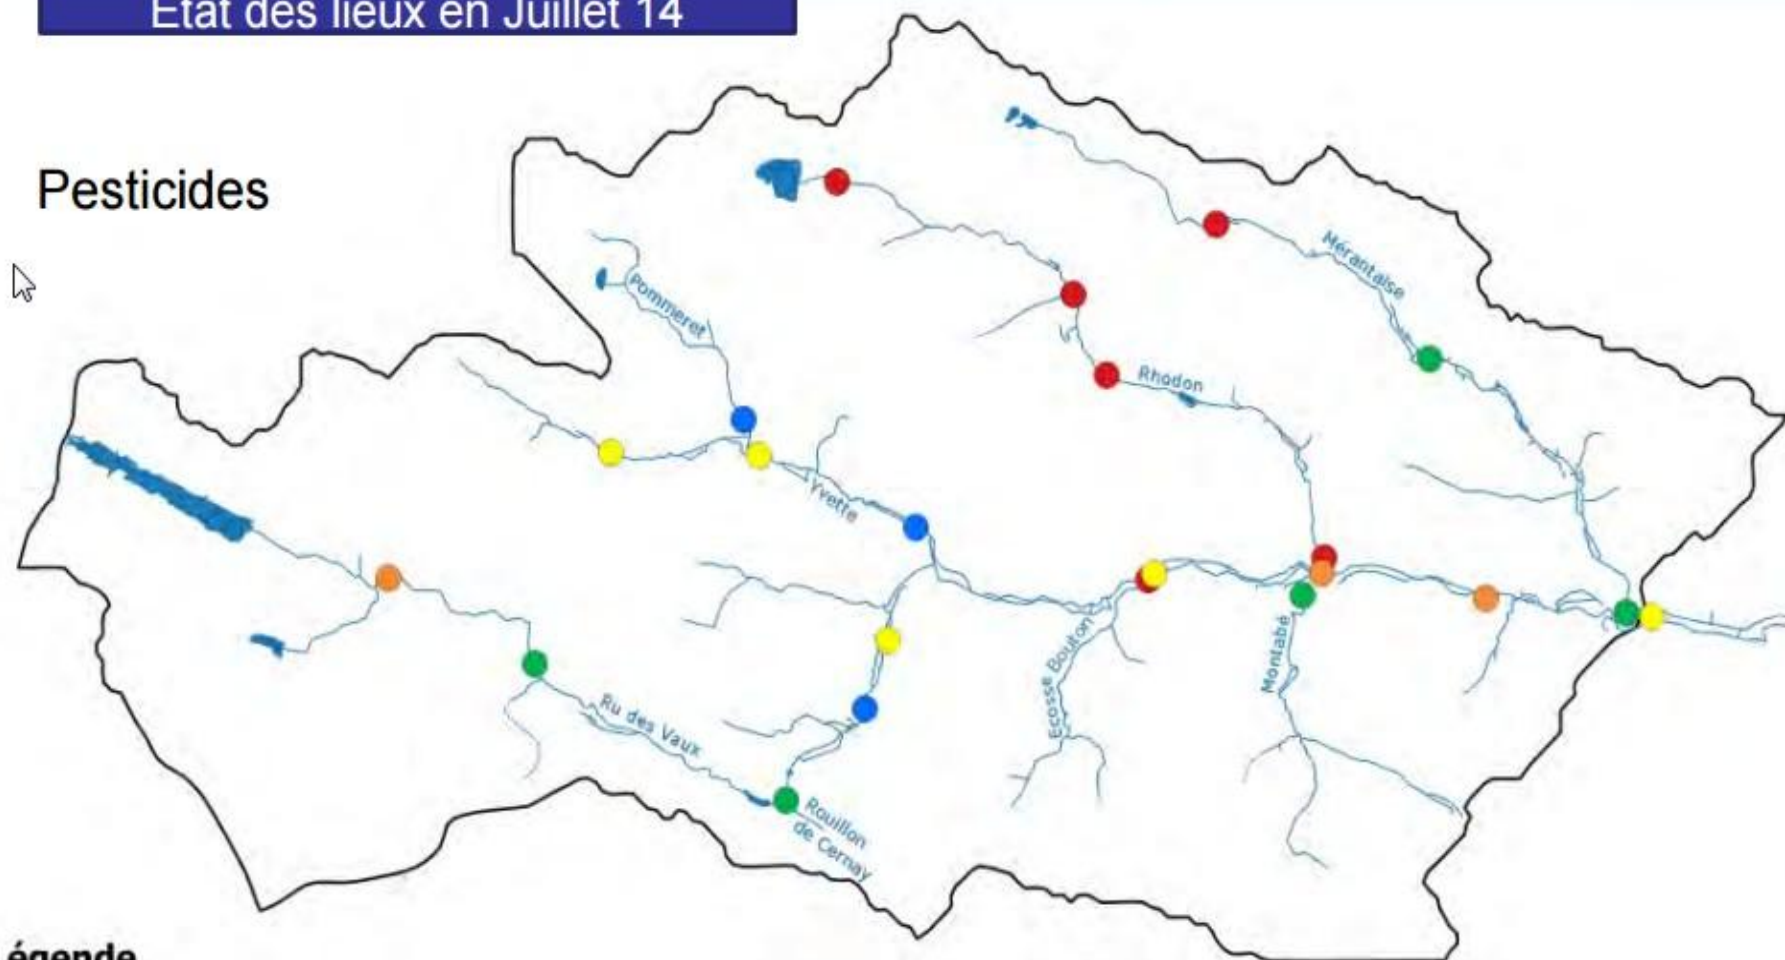 Etat des lieux en Juillet 14
Pesticides
Mérantaise
Pommeret
Rhodon
Yvette
Ecosse Bouton
Montabé
Ru des Vaux
Rouillon
de Cernay
égende